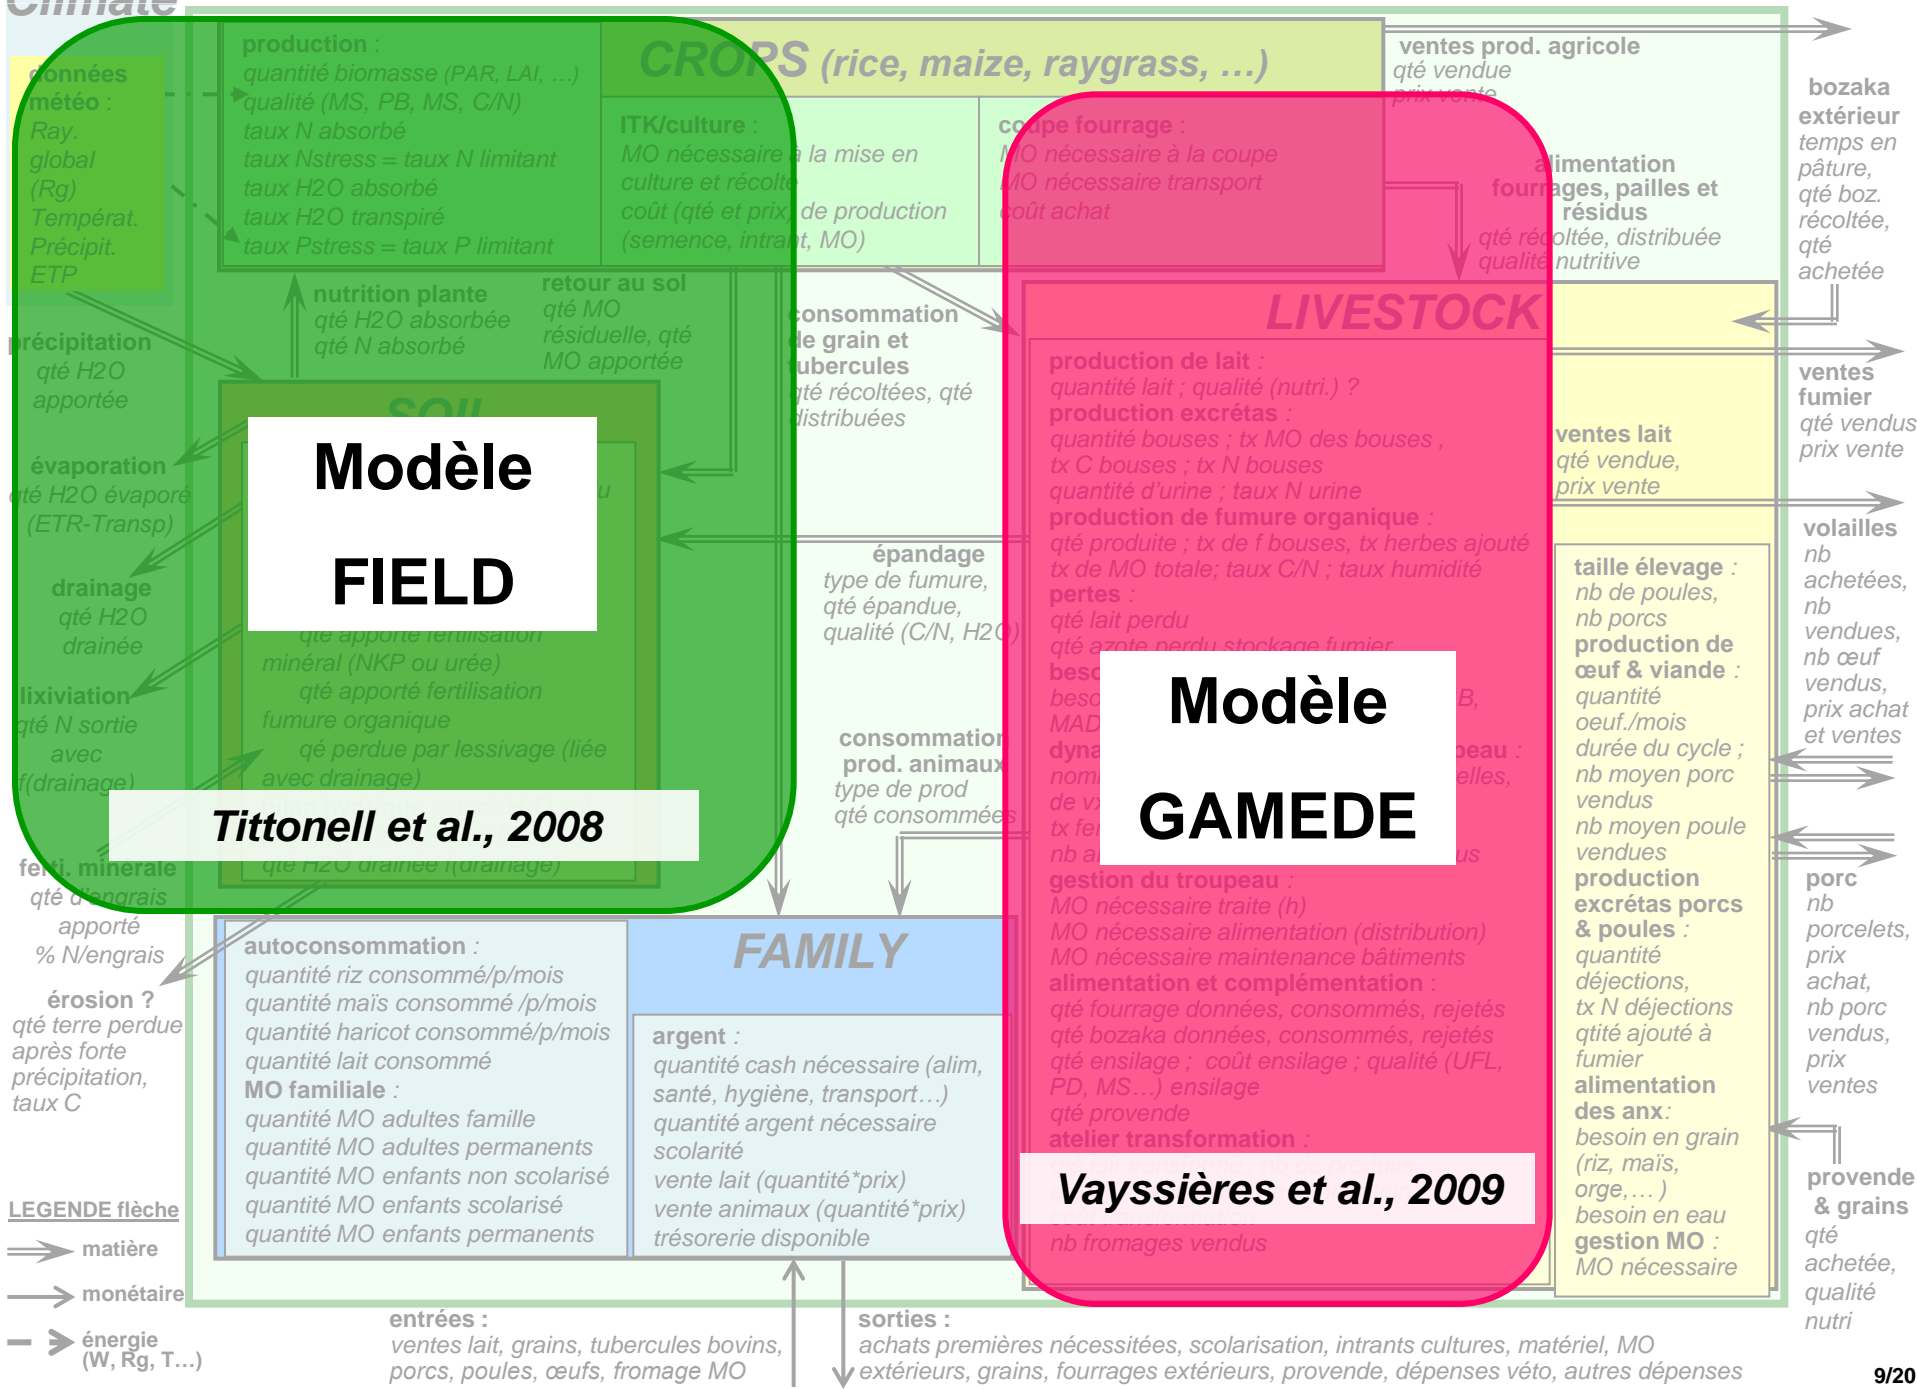 Climate
données
météo :
Ray.
global
(Rg)
Températ.
Précipit.
ETP
production :
quantité biomasse (PAR, LAI, …)
qualité (MS, PB, MS, C/N)
taux N absorbé
taux Nstress = taux N limitant
taux H2O absorbé
taux H2O transpiré
taux Pstress = taux P limitant
CROPS (rice, maize, raygrass, …)
ITK/culture :
MO nécessaire à la mise en
culture et récolte
coût (qté et prix) de production
(semence, intrant, MO)
coupe fourrage :
MO nécessaire à la coupe
MO nécessaire transport
coût achat
ventes prod. agricole
qté vendue
prix vente
bozaka
extérieur
temps en
pâture,
qté boz.
récoltée,
qté
achetée
alimentation
fourrages, pailles et
résidus
qté récoltée, distribuée
qualité nutritive
nutrition plante
qté H2O absorbée
qté N absorbé
retour au sol
qté MO
résiduelle, qté
MO apportée
consommation
de grain et
tubercules
qté récoltées, qté
distribuées
précipitation
qté H2O
apportée
évaporation
qté H2O évaporé
(ETR-Transp)
drainage
qté H2O
drainée
lixiviation
qté N sortie
avec
f(drainage)
ferti. minérale
qté d'engrais
apporté
% N/engrais
érosion ?
qté terre perdue
après forte
précipitation,
taux C
SOIL
Modèle
FIELD
qté apporté fertilisation
minéral (NKP ou urée)
qté apporté fertilisation
fumure organique
qé perdue par lessivage (liée
avec drainage)
Tittonell et al., 2008
qté H2O drainée f(drainage)
épandage
type de fumure,
qté épandue,
qualité (C/N, H2O)
consommation
prod. animaux
type de prod
qté consommées
LIVESTOCK
production de lait :
quantité lait ; qualité (nutri.) ?
production excrétas :
quantité bouses ; tx MO des bouses ,
tx C bouses ; tx N bouses
quantité d'urine ; taux N urine
production de fumure organique :
qté produite ; tx de f bouses, tx herbes ajouté
tx de MO totale; taux C/N ; taux humidité
pertes :
qté lait perdu
qté azote perdu stockage fumier
Modèle
GAMEDE
gestion du troupeau :
MO nécessaire traite (h)
MO nécessaire alimentation (distribution)
MO nécessaire maintenance bâtiments
alimentation et complémentation :
qté fourrage données, consommés, rejetés
qté bozaka données, consommés, rejetés
qté ensilage ; coût ensilage ; qualité (UFL,
PD, MS…) ensilage
qté provende
atelier transformation :
Vayssières et al., 2009
nb fromages vendus
ventes lait
qté vendue,
prix vente
taille élevage :
nb de poules,
nb porcs
production de
œuf & viande :
quantité
oeuf./mois
durée du cycle ;
nb moyen porc
vendus
nb moyen poule
vendues
production
excrétas porcs
& poules :
quantité
déjections,
tx N déjections
qtité ajouté à
fumier
alimentation
des anx:
besoin en grain
(riz, maïs,
orge,… )
besoin en eau
gestion MO :
MO nécessaire
ventes
fumier
qté vendus
prix vente
volailles
nb
achetées,
nb
vendues,
nb œuf
vendus,
prix achat
et ventes
porc
nb
porcelets,
prix
achat,
nb porc
vendus,
prix
ventes
provende
& grains
qté
achetée,
qualité
nutri
FAMILY
autoconsommation :
quantité riz consommé/p/mois
quantité maïs consommé /p/mois
quantité haricot consommé/p/mois
quantité lait consommé
MO familiale :
quantité MO adultes famille
quantité MO adultes permanents
quantité MO enfants non scolarisé
quantité MO enfants scolarisé
quantité MO enfants permanents
argent :
quantité cash nécessaire (alim,
santé, hygiène, transport…)
quantité argent nécessaire
scolarité
vente lait (quantité*prix)
vente animaux (quantité*prix)
trésorerie disponible
LEGENDE flèche
matière
monétaire
énergie
(W, Rg, T…)
entrées :
ventes lait, grains, tubercules bovins,
porcs, poules, œufs, fromage MO
sorties :
achats premières nécessitées, scolarisation, intrants cultures, matériel, MO
extérieurs, grains, fourrages extérieurs, provende, dépenses véto, autres dépenses
9/20